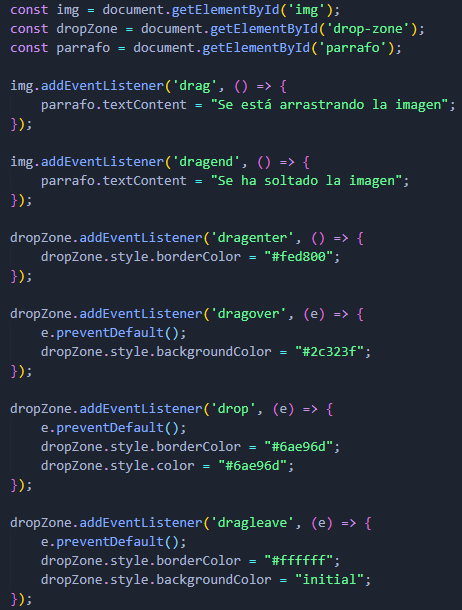 const img = document.getElementById('img');
const dropZone = document.getElementById('drop-zone');
const parrafo = document.getElementById('parrafo');

img.addEventListener('drag', () => {
    parrafo.textContent = "Se está arrastrando la imagen";
});

img.addEventListener('dragend', () => {
    parrafo.textContent = "Se ha soltado la imagen";
});

dropZone.addEventListener('dragenter', () => {
    dropZone.style.borderColor = "#fed800";
});

dropZone.addEventListener('dragover', (e) => {
    e.preventDefault();
    dropZone.style.backgroundColor = "#2c323f";
});

dropZone.addEventListener('drop', (e) => {
    e.preventDefault();
    dropZone.style.borderColor = "#6ae96d";
    dropZone.style.color = "#6ae96d";
});

dropZone.addEventListener('dragleave', (e) => {
    e.preventDefault();
    dropZone.style.borderColor = "#ffffff";
    dropZone.style.backgroundColor = "initial";
});